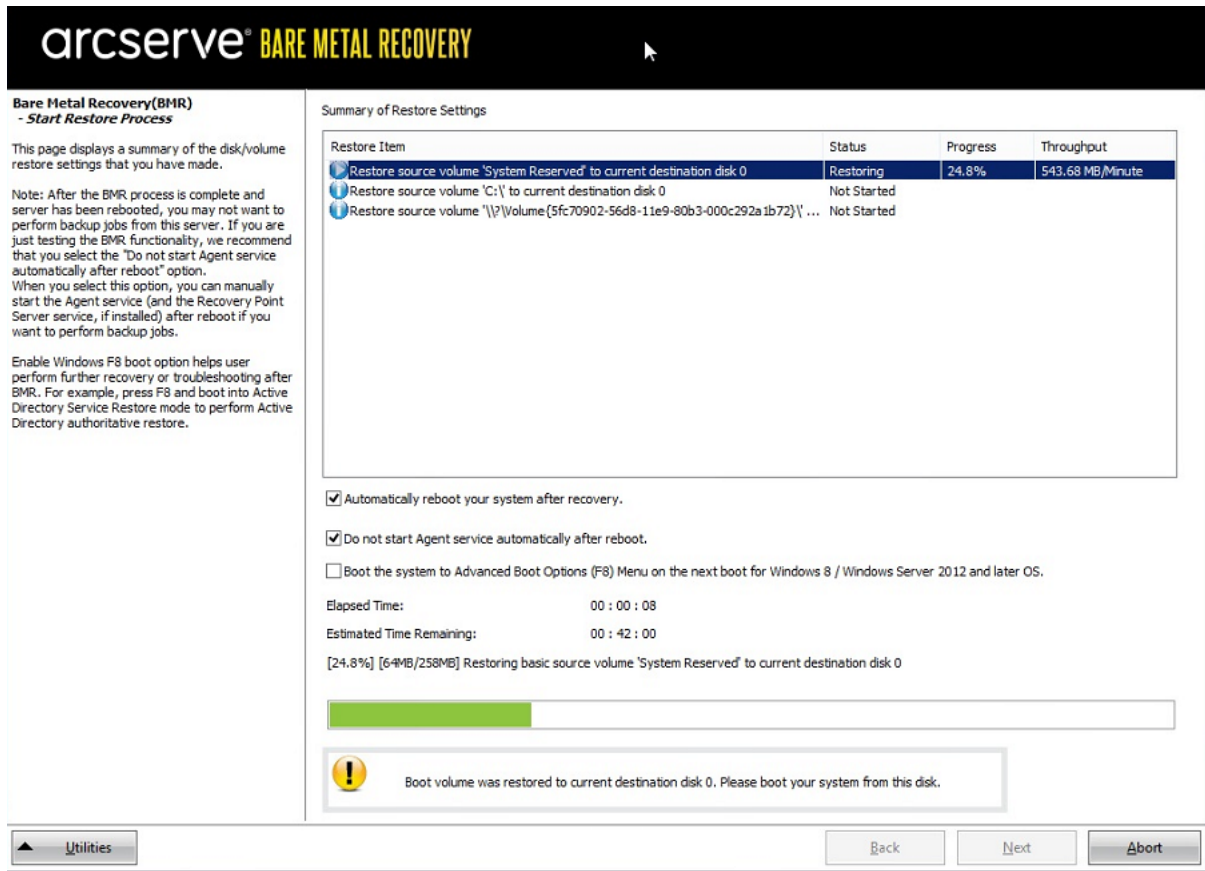 arcserve® BARE METAL RECOVERY
Bare Metal Recovery(BMR)
- Start Restore Process
This page displays a summary of the disk/volume
restore settings that you have made.
Note: After the BMR process is complete and
server has been rebooted, you may not want to
perform backup jobs from this server. If you are
just testing the BMR functionality, we recommend
that you select the "Do not start Agent service
automatically after reboot" option.
When you select this option, you can manually
start the Agent service (and the Recovery Point
Server service, if installed) after reboot if you
want to perform backup jobs.
Enable Windows F8 boot option helps user
perform further recovery or troubleshooting after
BMR. For example, press F8 and boot into Active
Directory Service Restore mode to perform Active
Directory authoritative restore.
Summary of Restore Settings
Restore Item Status Progress Throughput
Restore source volume 'System Reserved' to current destination disk 0 Restoring 24.8% 543.68 MB/Minute
Restore source volume 'C:\' to current destination disk 0 Not Started
Restore source volume '\\?\Volume{5fc70902-56d8-11e9-80b3-000c292a1b72}\' ... Not Started
Automatically reboot your system after recovery.
Do not start Agent service automatically after reboot.
Boot the system to Advanced Boot Options (F8) Menu on the next boot for Windows 8 / Windows Server 2012 and later OS.
Elapsed Time: 00 : 00 : 08
Estimated Time Remaining: 00 : 42 : 00
[24.8%] [64MB/258MB] Restoring basic source volume 'System Reserved' to current destination disk 0
Boot volume was restored to current destination disk 0. Please boot your system from this disk.
Utilities Back Next Abort